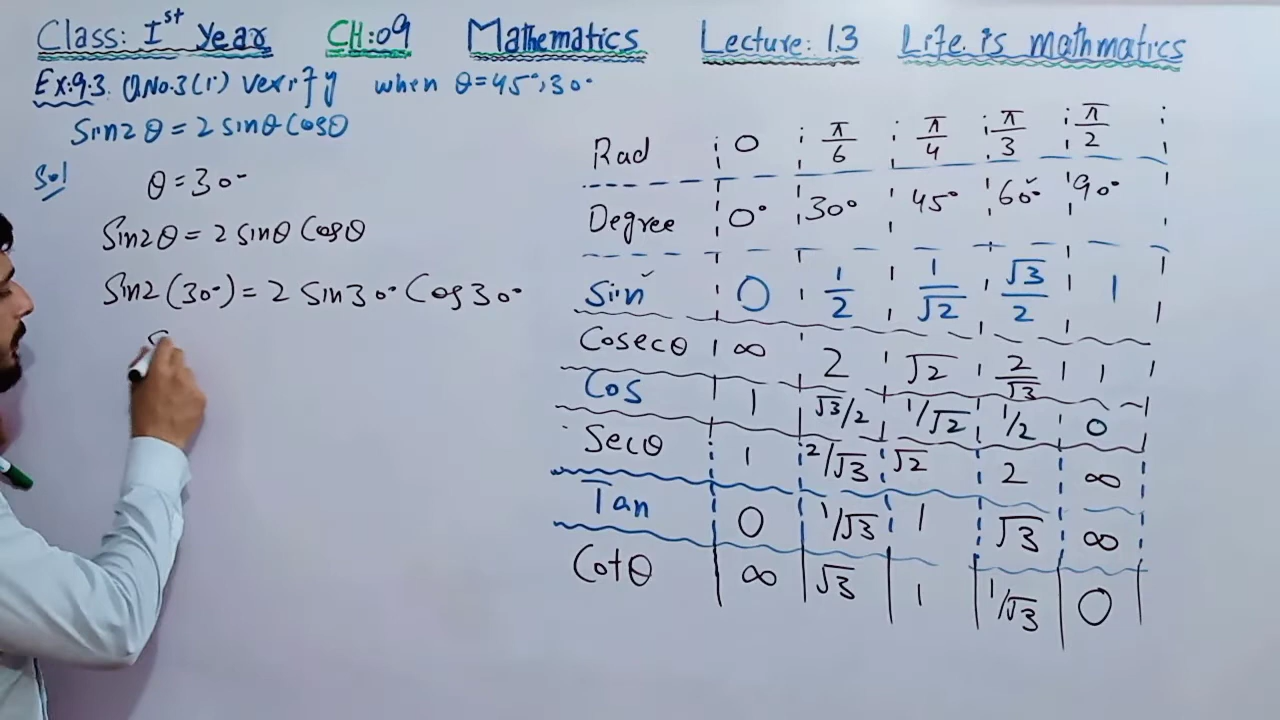 Class: Ist Year CH:09 Mathematics Lecture: 13 Life is mathmatics
Ex:9.3 QNo.3(i) verify when θ=45°,30°
Sin2θ = 2 sinθ Cosθ
Sol θ = 30°
Sin2θ = 2 sinθ Cosθ
Sin2(30°) = 2 Sin30° Cos30°
S
Rad 0 π/6 π/4 π/3 π/2
Degree 0° 30° 45° 60° 90°
Sin 0 1/2 1/√2 √3/2 1
Cosecθ ∞ 2 √2 2/√3 1
Cos 1 √3/2 1/√2 1/2 0
Secθ 1 2/√3 √2 2 ∞
Tan 0 1/√3 1 √3 ∞
Cotθ ∞ √3 1 1/√3 0